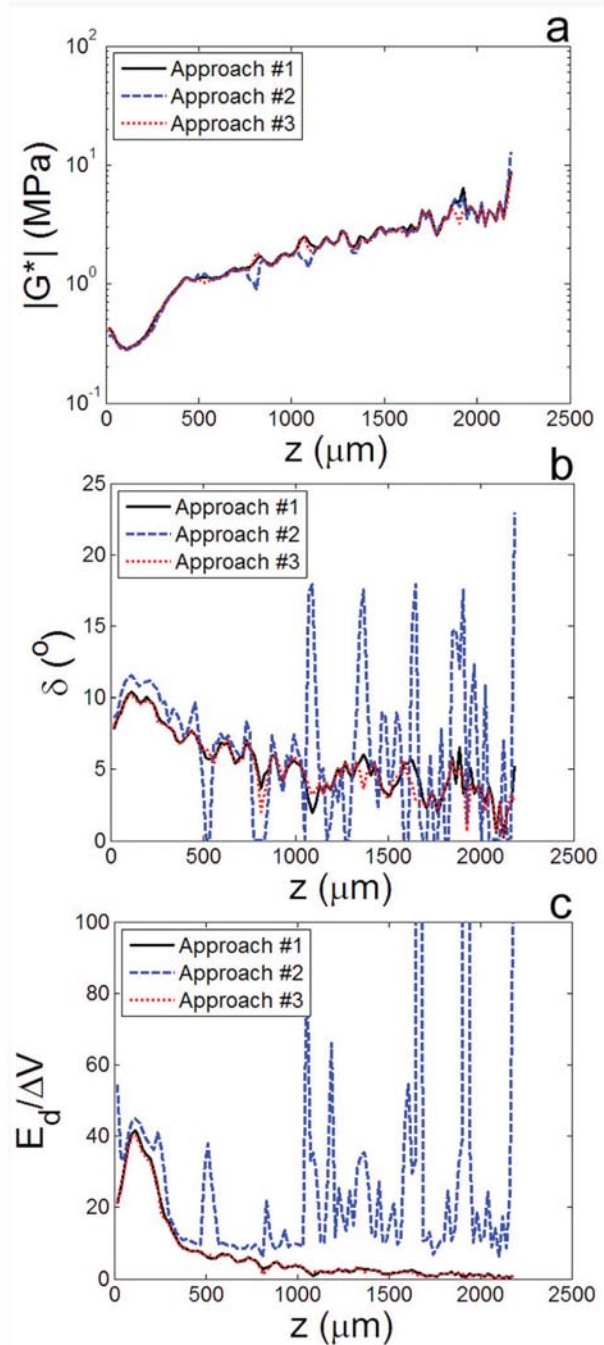 a
10^2
10^1
10^0
10^-1
|G*| (MPa)
Approach #1
Approach #2
Approach #3
0 500 1000 1500 2000 2500
z (μm)
b
25
20
15
10
5
0
δ (°)
Approach #1
Approach #2
Approach #3
0 500 1000 1500 2000 2500
z (μm)
c
100
80
60
40
20
0
E_d/ΔV
Approach #1
Approach #2
Approach #3
0 500 1000 1500 2000 2500
z (μm)